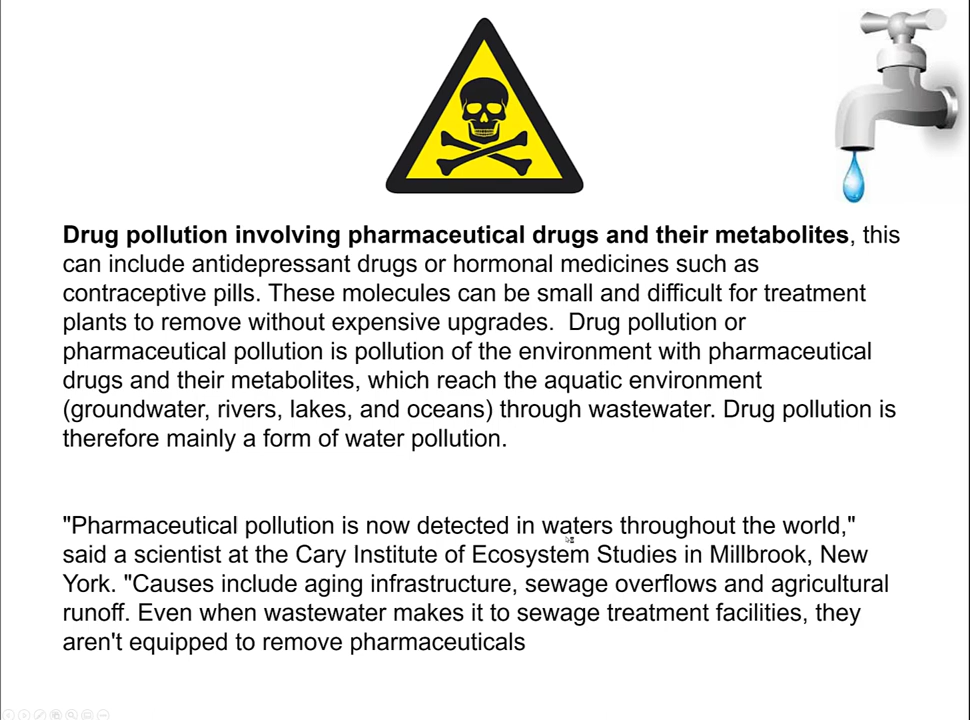 Drug pollution involving pharmaceutical drugs and their metabolites, this
can include antidepressant drugs or hormonal medicines such as
contraceptive pills. These molecules can be small and difficult for treatment
plants to remove without expensive upgrades.  Drug pollution or
pharmaceutical pollution is pollution of the environment with pharmaceutical
drugs and their metabolites, which reach the aquatic environment
(groundwater, rivers, lakes, and oceans) through wastewater. Drug pollution is
therefore mainly a form of water pollution.
"Pharmaceutical pollution is now detected in waters throughout the world,"
said a scientist at the Cary Institute of Ecosystem Studies in Millbrook, New
York. "Causes include aging infrastructure, sewage overflows and agricultural
runoff. Even when wastewater makes it to sewage treatment facilities, they
aren't equipped to remove pharmaceuticals